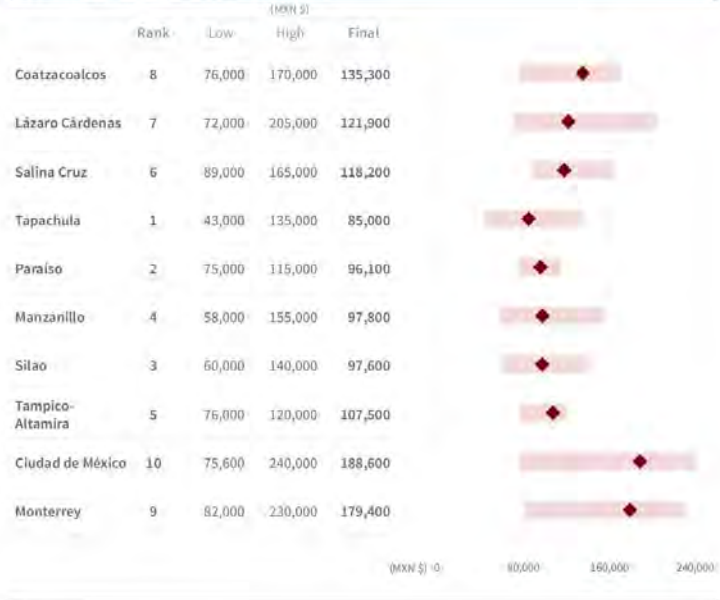 (MXN $)
Rank Low High Final
Coatzacoalcos 8 76,000 170,000 135,300
Lázaro Cárdenas 7 72,000 205,000 121,900
Salina Cruz 6 89,000 165,000 118,200
Tapachula 1 43,000 135,000 85,000
Paraíso 2 75,000 115,000 96,100
Manzanillo 4 58,000 155,000 97,800
Silao 3 60,000 140,000 97,600
Tampico-
Altamira 5 76,000 120,000 107,500
Ciudad de México 10 75,600 240,000 188,600
Monterrey 9 82,000 230,000 179,400
(MXN $) 0 80,000 160,000 240,000